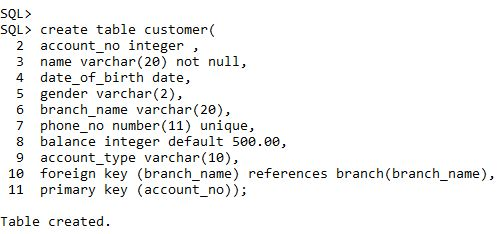 SQL>
SQL> create table customer(
2 account_no integer ,
3 name varchar(20) not null,
4 date_of_birth date,
5 gender varchar(2),
6 branch_name varchar(20),
7 phone_no number(11) unique,
8 balance integer default 500.00,
9 account_type varchar(10),
10 foreign key (branch_name) references branch(branch_name),
11 primary key (account_no));
Table created.